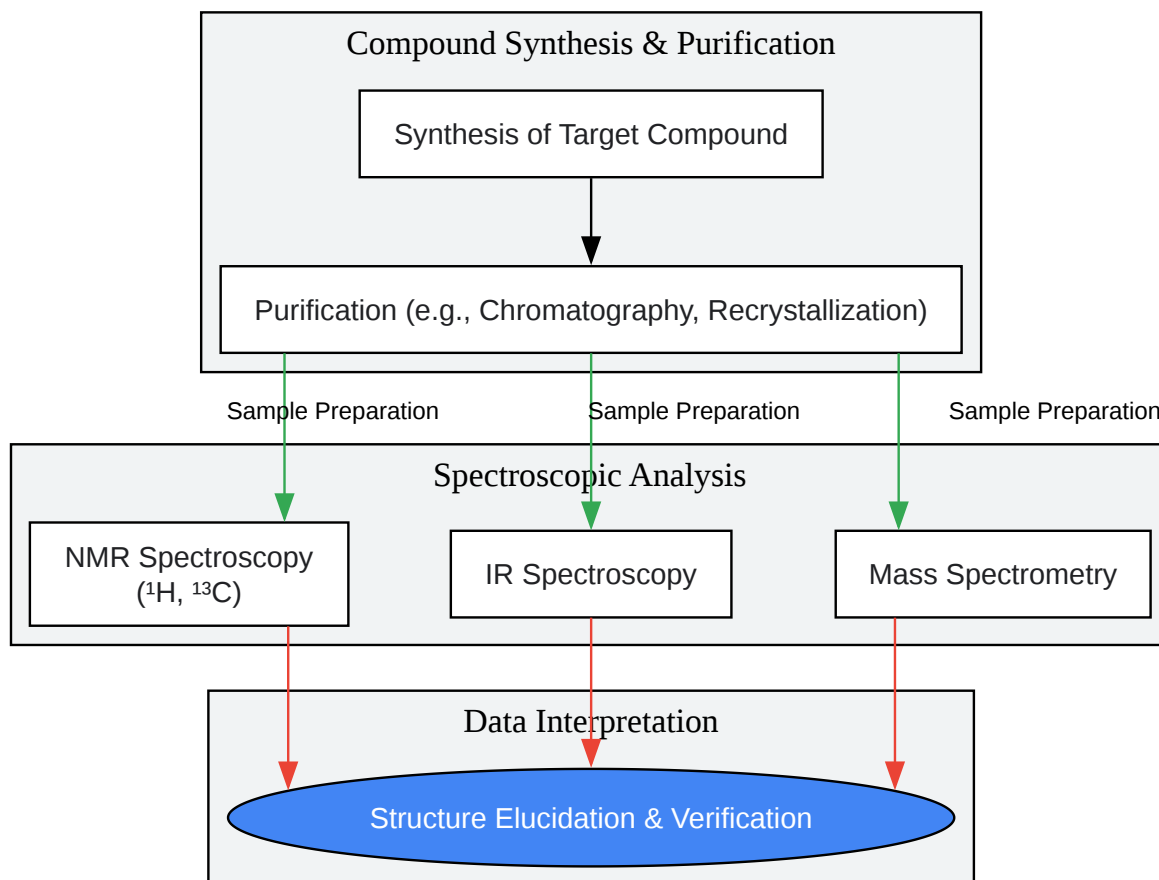 Compound Synthesis & Purification
Synthesis of Target Compound
Purification (e.g., Chromatography, Recrystallization)
Sample Preparation
Sample Preparation
Sample Preparation
Spectroscopic Analysis
NMR Spectroscopy
(¹H, ¹³C)
IR Spectroscopy
Mass Spectrometry
Data Interpretation
Structure Elucidation & Verification